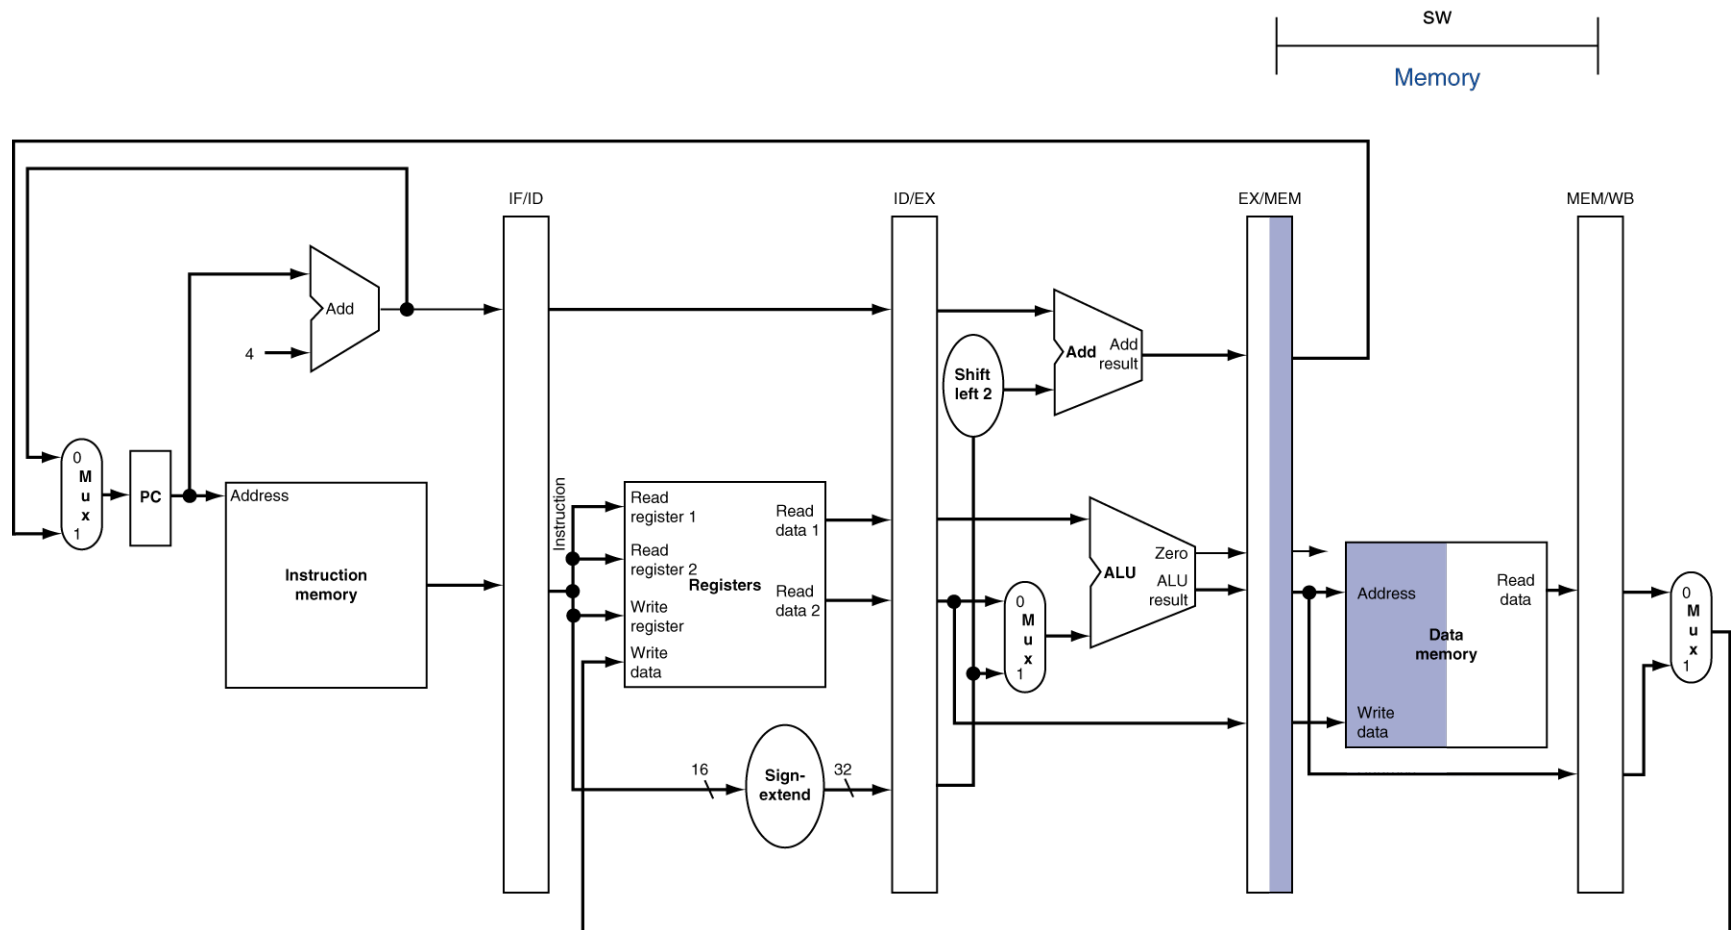 sw
Memory
IF/ID
ID/EX
EX/MEM
MEM/WB
Add
4
Shift
left 2
Add
Add
result
0
M
u
x
1
PC
Address
Instruction
memory
Instruction
Read
register 1
Read
register 2
Write
register
Write
data
Registers
Read
data 1
Read
data 2
16
Sign-
extend
32
0
M
u
x
1
ALU
Zero
ALU
result
Address
Write
data
Data
memory
Read
data
0
M
u
x
1